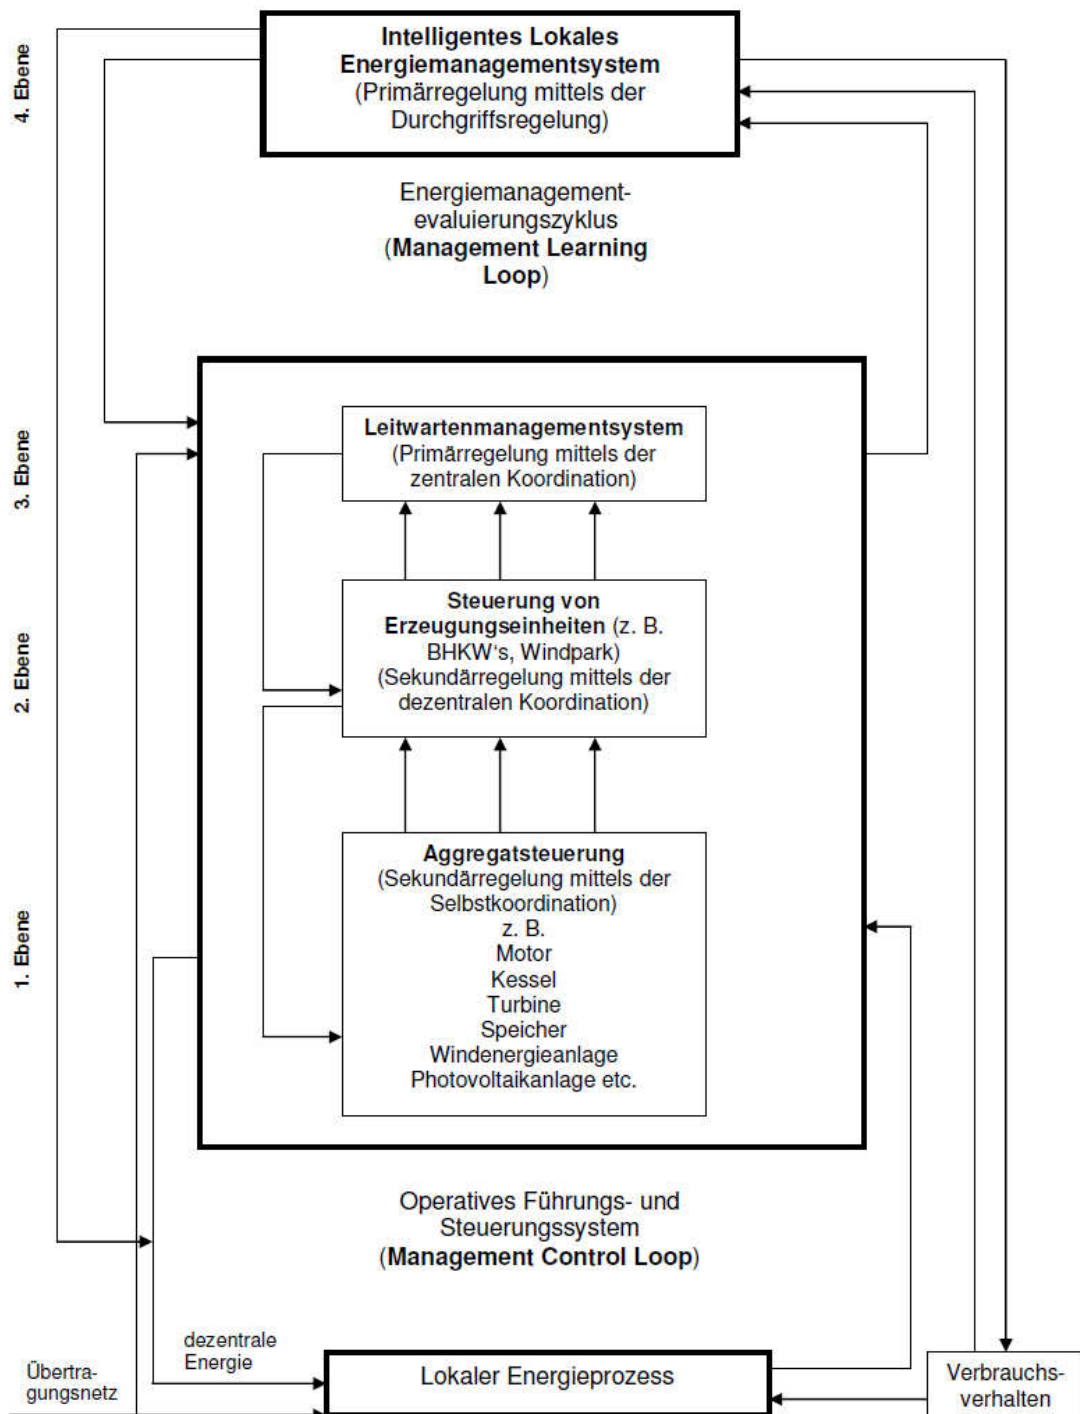 4. Ebene
Intelligentes Lokales
Energiemanagementsystem
(Primärregelung mittels der
Durchgriffsregelung)
Energiemanagement-
evaluierungszyklus
(Management Learning
Loop)
3. Ebene
Leitwartenmanagementsystem
(Primärregelung mittels der
zentralen Koordination)
2. Ebene
Steuerung von
Erzeugungseinheiten (z. B.
BHKW's, Windpark)
(Sekundärregelung mittels der
dezentralen Koordination)
1. Ebene
Aggregatsteuerung
(Sekundärregelung mittels der
Selbstkoordination)
z. B.
Motor
Kessel
Turbine
Speicher
Windenergieanlage
Photovoltaikanlage etc.
Operatives Führungs- und
Steuerungssystem
(Management Control Loop)
dezentrale
Energie
Übertra-
gungsnetz
Lokaler Energieprozess
Verbrauchs-
verhalten